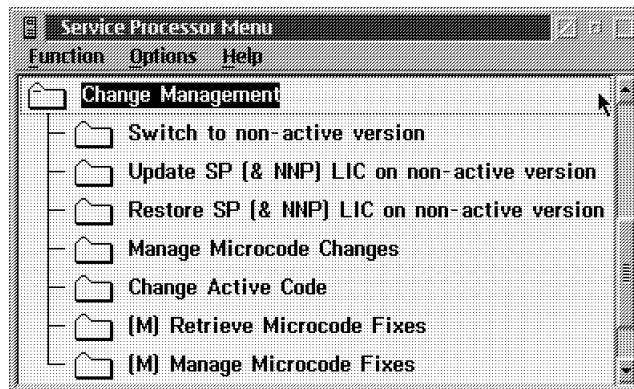 Service Processor Menu
Function Options Help
Change Management
Switch to non-active version
Update SP (& NNP) LIC on non-active version
Restore SP (& NNP) LIC on non-active version
Manage Microcode Changes
Change Active Code
(M) Retrieve Microcode Fixes
(M) Manage Microcode Fixes